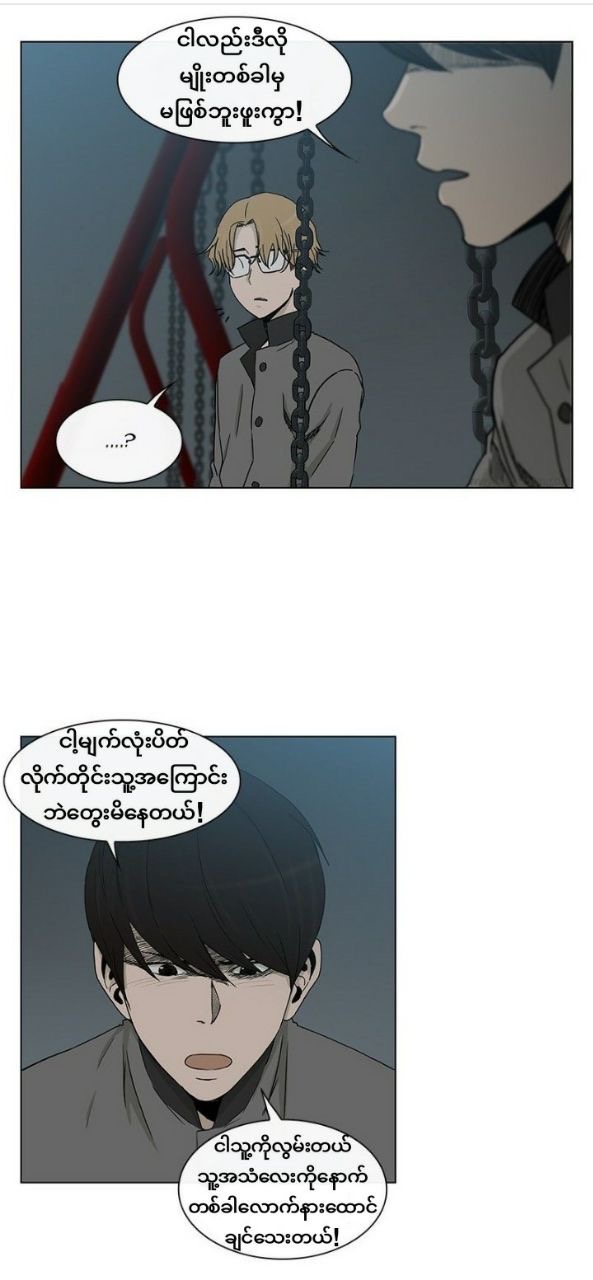 ငါလည်းဒီလို
မျိုးတစ်ခါမှ
မဖြစ်ဘူးဖူးကွာ!
....?
ငါ့မျက်လုံးပိတ်
လိုက်တိုင်းသူ့အကြောင်း
ဘဲတွေးမိနေတယ်!
ငါသူ့ကိုလွမ်းတယ်
သူ့အသံလေးကိုနောက်
တစ်ခါလောက်နားထောင်
ချင်သေးတယ်!